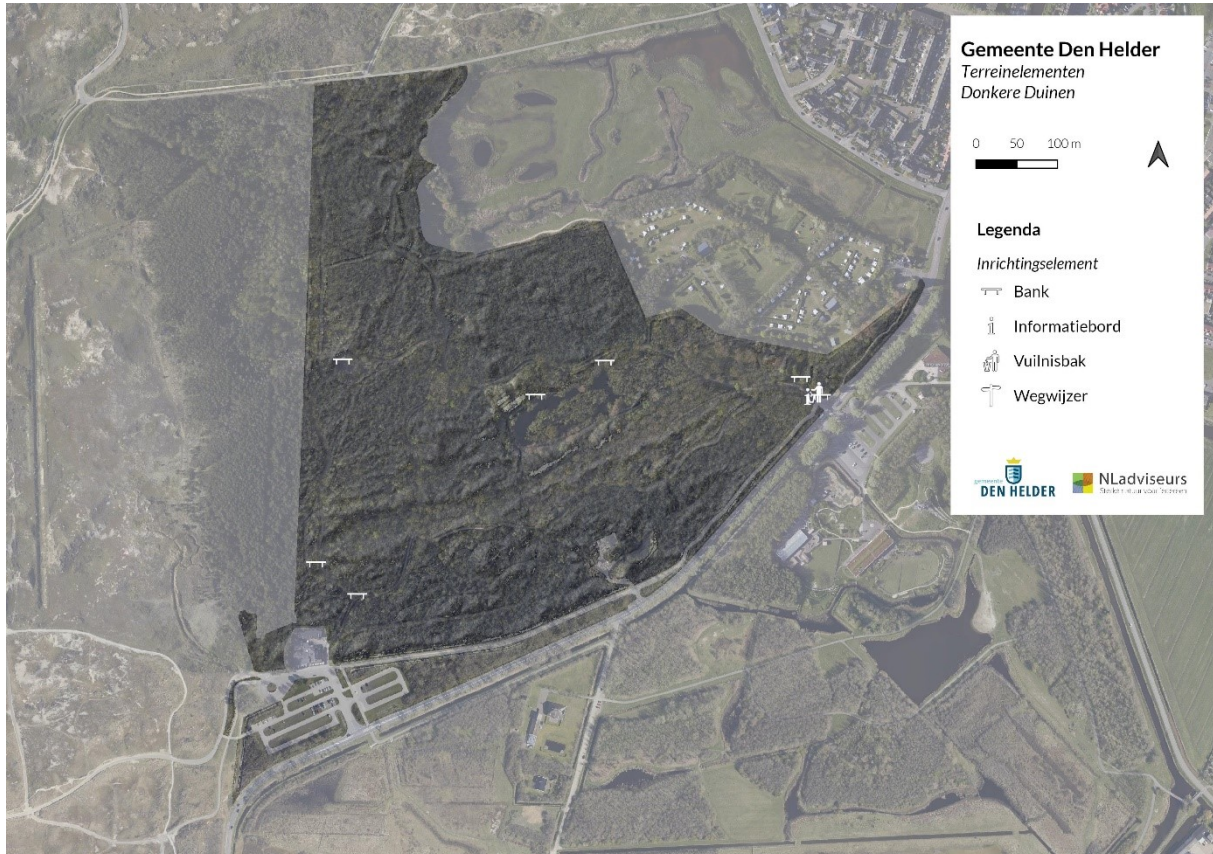 Gemeente Den Helder
Terreinelementen
Donkere Duinen
0 50 100 m
Legenda
Inrichtingselement
Bank
Informatiebord
Vuilnisbak
Wegwijzer
gemeente
DEN HELDER
NLadviseurs